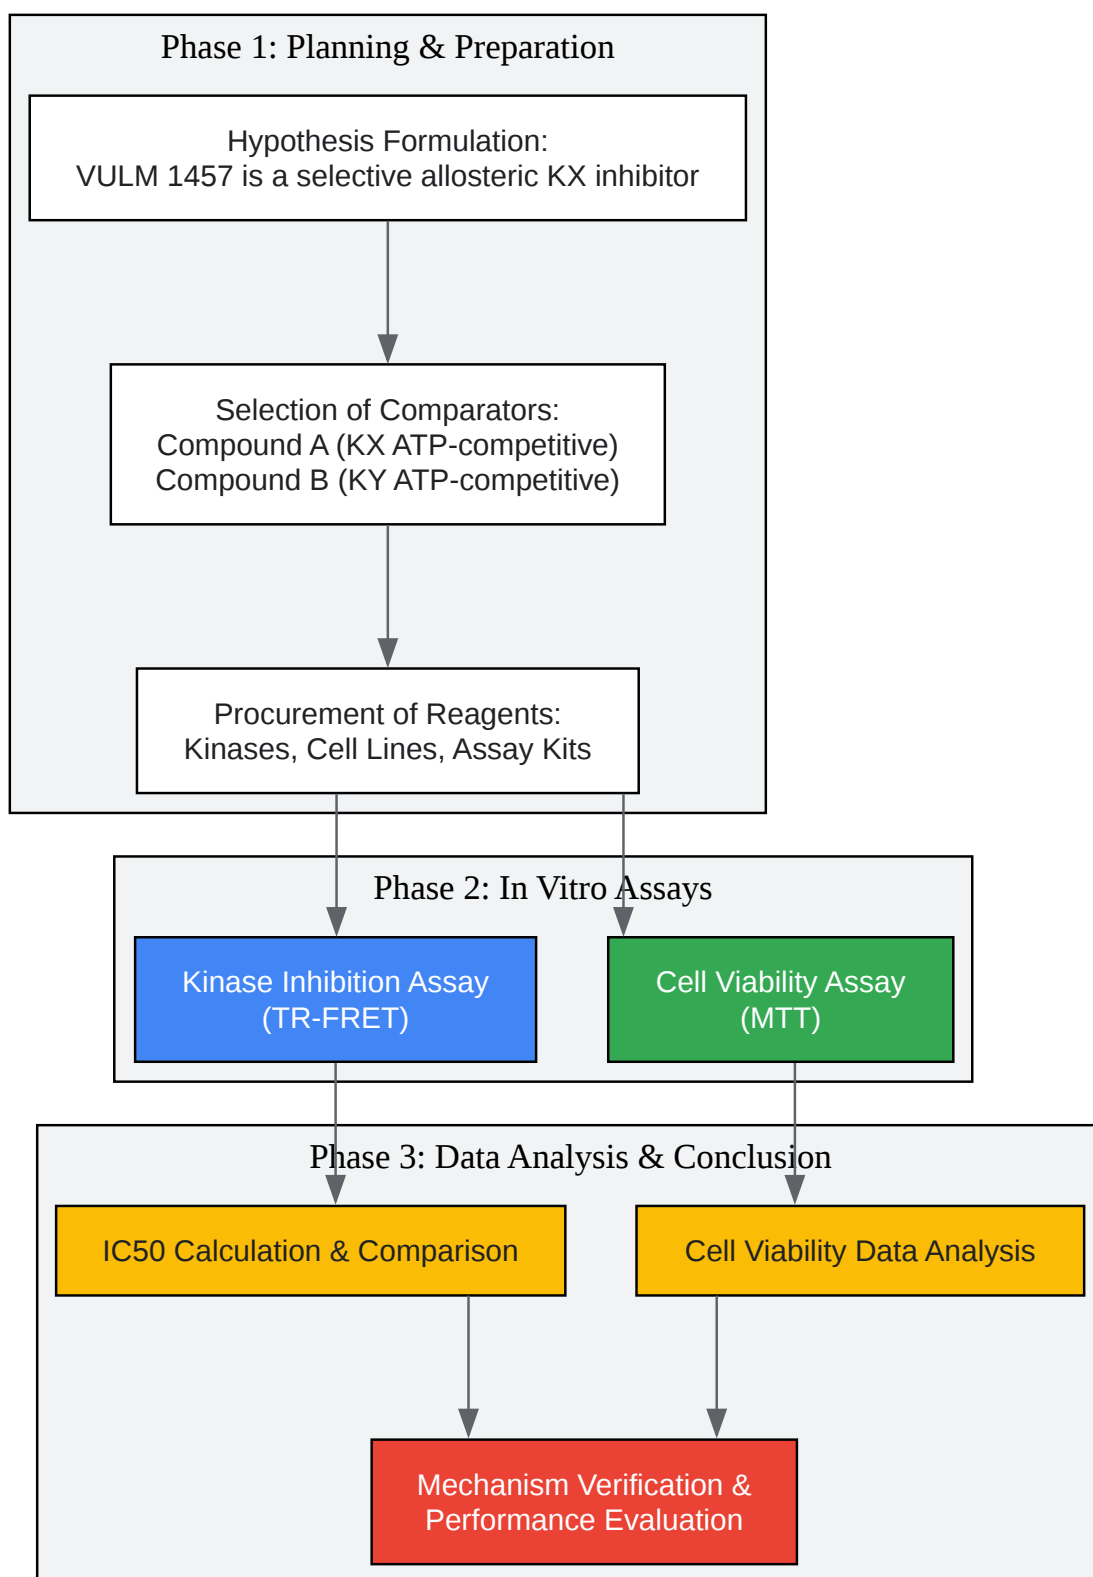 Phase 1: Planning & Preparation
Hypothesis Formulation:
VULM 1457 is a selective allosteric KX inhibitor
Selection of Comparators:
Compound A (KX ATP-competitive)
Compound B (KY ATP-competitive)
Procurement of Reagents:
Kinases, Cell Lines, Assay Kits
Phase 2: In Vitro Assays
Kinase Inhibition Assay
(TR-FRET)
Cell Viability Assay
(MTT)
Phase 3: Data Analysis & Conclusion
IC50 Calculation & Comparison
Cell Viability Data Analysis
Mechanism Verification &
Performance Evaluation